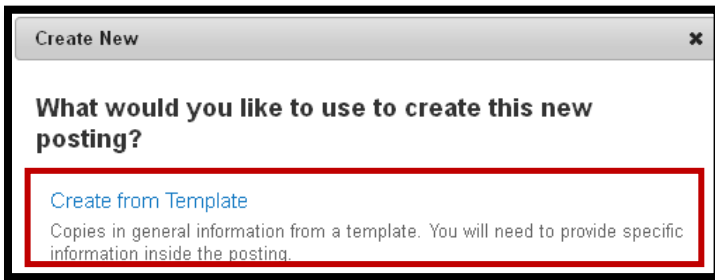 Create New
What would you like to use to create this new
posting?
Create from Template
Copies in general information from a template. You will need to provide specific
information inside the posting.